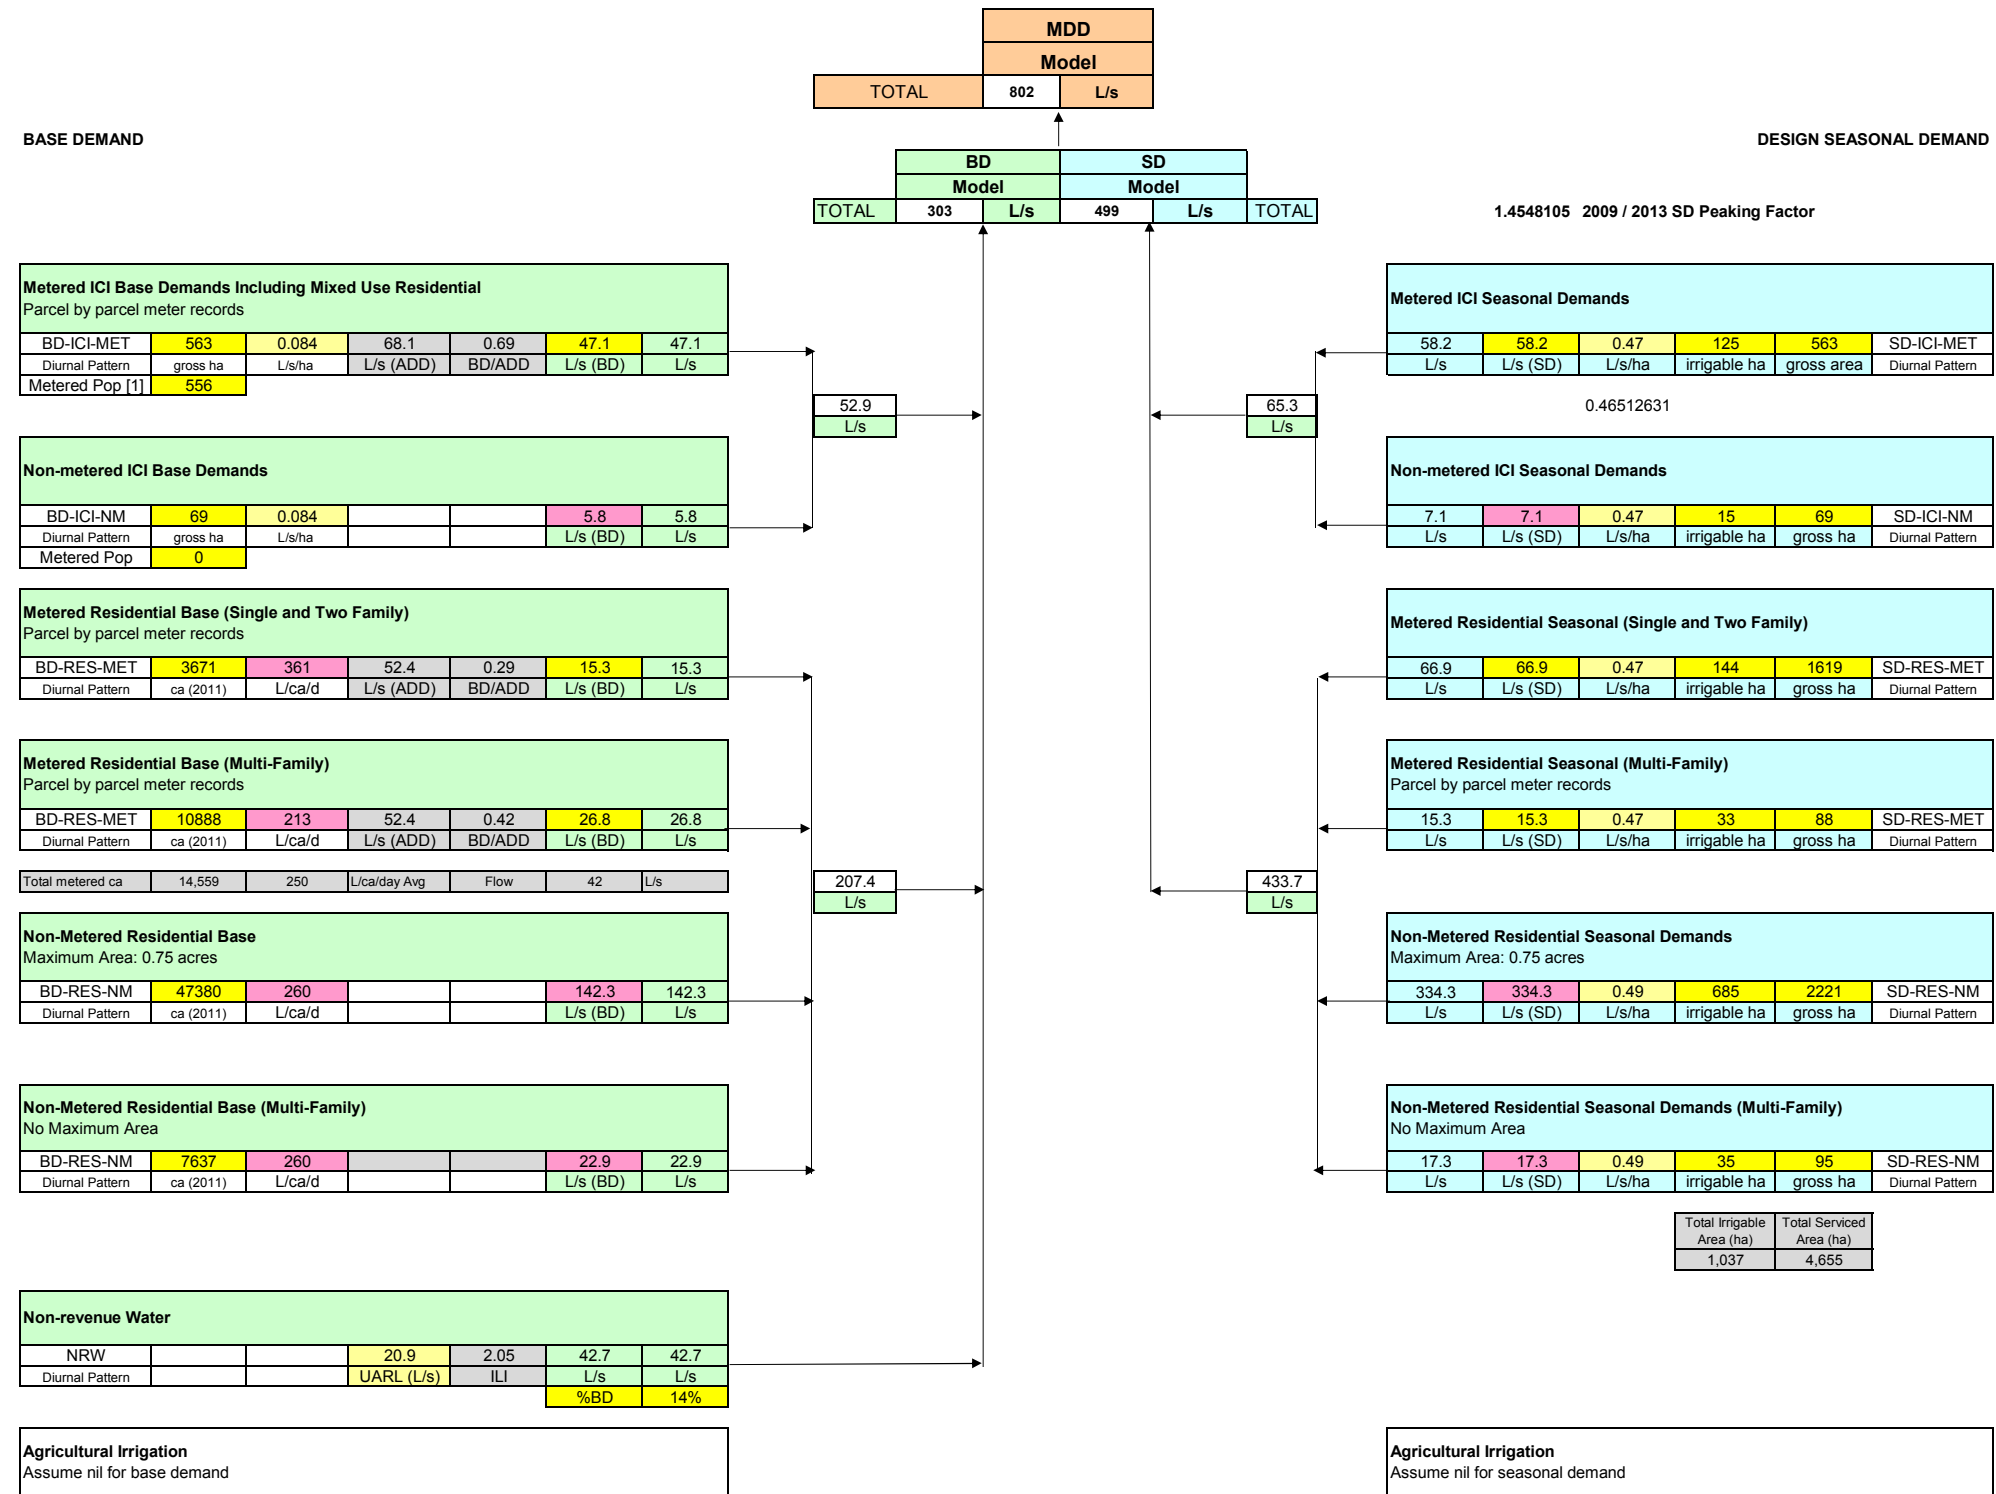 MDD
Model
TOTAL 802 L/s
BASE DEMAND
DESIGN SEASONAL DEMAND
BD SD
Model Model
TOTAL 303 L/s 499 L/s TOTAL
1.4548105 2009 / 2013 SD Peaking Factor
Metered ICI Base Demands Including Mixed Use Residential
Parcel by parcel meter records
BD-ICI-MET 563 0.084 68.1 0.69 47.1 47.1
Diurnal Pattern gross ha L/s/ha L/s (ADD) BD/ADD L/s (BD) L/s
Metered Pop [1] 556
Metered ICI Seasonal Demands
58.2 58.2 0.47 125 563 SD-ICI-MET
L/s L/s (SD) L/s/ha irrigable ha gross area Diurnal Pattern
0.46512631
52.9
L/s
65.3
L/s
Non-metered ICI Base Demands
BD-ICI-NM 69 0.084 5.8 5.8
Diurnal Pattern gross ha L/s/ha L/s (BD) L/s
Metered Pop 0
Non-metered ICI Seasonal Demands
7.1 7.1 0.47 15 69 SD-ICI-NM
L/s L/s (SD) L/s/ha irrigable ha gross ha Diurnal Pattern
Metered Residential Base (Single and Two Family)
Parcel by parcel meter records
BD-RES-MET 3671 361 52.4 0.29 15.3 15.3
Diurnal Pattern ca (2011) L/ca/d L/s (ADD) BD/ADD L/s (BD) L/s
Metered Residential Seasonal (Single and Two Family)
66.9 66.9 0.47 144 1619 SD-RES-MET
L/s L/s (SD) L/s/ha irrigable ha gross ha Diurnal Pattern
Metered Residential Base (Multi-Family)
Parcel by parcel meter records
BD-RES-MET 10888 213 52.4 0.42 26.8 26.8
Diurnal Pattern ca (2011) L/ca/d L/s (ADD) BD/ADD L/s (BD) L/s
Metered Residential Seasonal (Multi-Family)
Parcel by parcel meter records
15.3 15.3 0.47 33 88 SD-RES-MET
L/s L/s (SD) L/s/ha irrigable ha gross ha Diurnal Pattern
Total metered ca 14,559 250 L/ca/day Avg Flow 42 L/s
207.4
L/s
433.7
L/s
Non-Metered Residential Base
Maximum Area: 0.75 acres
BD-RES-NM 47380 260 142.3 142.3
Diurnal Pattern ca (2011) L/ca/d L/s (BD) L/s
Non-Metered Residential Seasonal Demands
Maximum Area: 0.75 acres
334.3 334.3 0.49 685 2221 SD-RES-NM
L/s L/s (SD) L/s/ha irrigable ha gross ha Diurnal Pattern
Non-Metered Residential Base (Multi-Family)
No Maximum Area
BD-RES-NM 7637 260 22.9 22.9
Diurnal Pattern ca (2011) L/ca/d L/s (BD) L/s
Non-Metered Residential Seasonal Demands (Multi-Family)
No Maximum Area
17.3 17.3 0.49 35 95 SD-RES-NM
L/s L/s (SD) L/s/ha irrigable ha gross ha Diurnal Pattern
Total Irrigable Total Serviced
Area (ha) Area (ha)
1,037 4,655
Non-revenue Water
NRW 20.9 2.05 42.7 42.7
Diurnal Pattern UARL (L/s) ILI L/s L/s
%BD 14%
Agricultural Irrigation
Assume nil for base demand
Agricultural Irrigation
Assume nil for seasonal demand